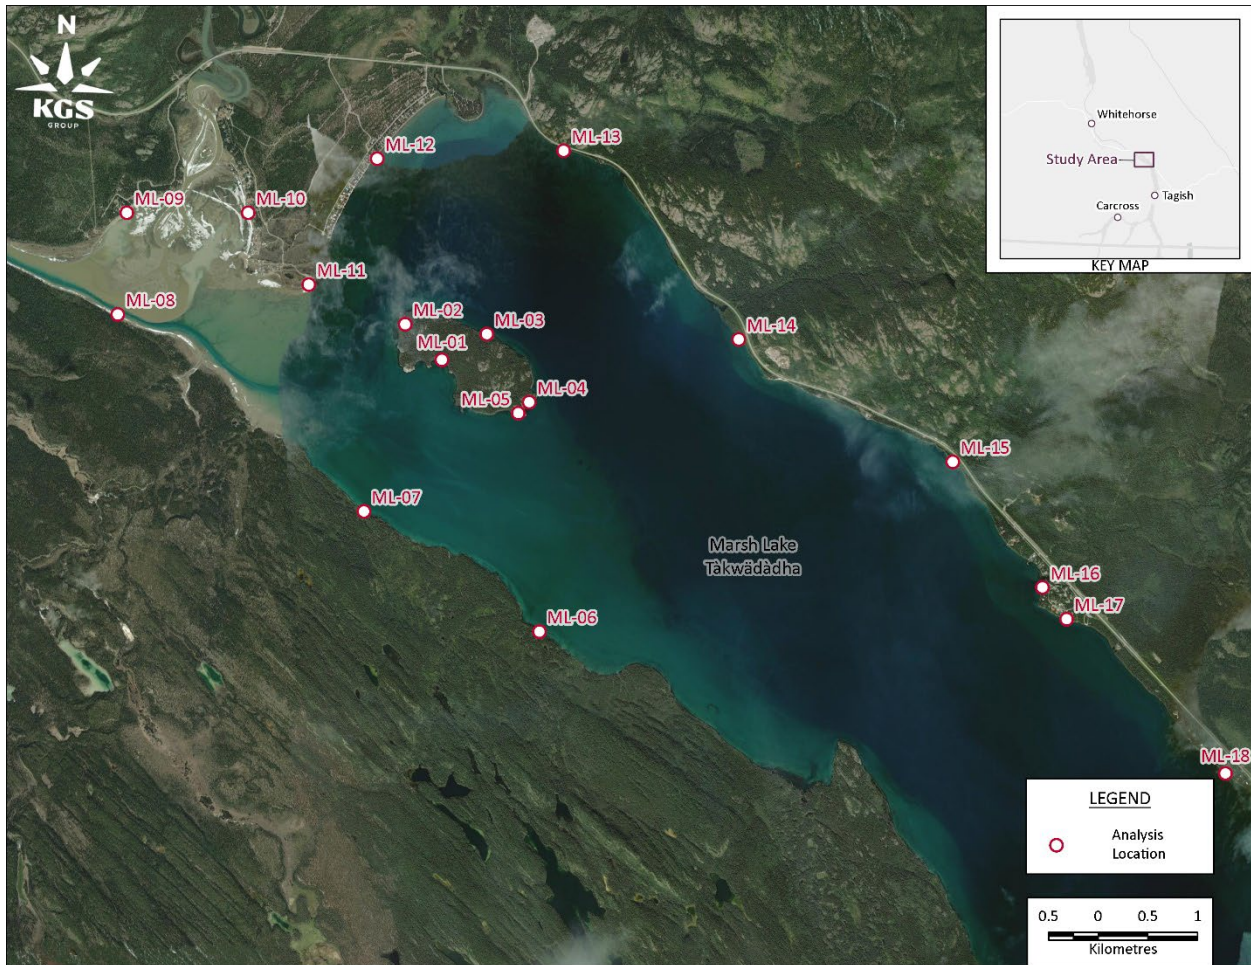 N
KGS
GROUP
ML-12
ML-13
ML-09
ML-10
ML-11
ML-08
ML-02
ML-03
ML-01
ML-14
ML-04
ML-05
ML-15
ML-07
Marsh Lake
Tàkwädàdha
ML-16
ML-17
ML-06
ML-18
Whitehorse
Study Area
Tagish
Carcross
KEY MAP
LEGEND
Analysis
Location
0.5 0 0.5 1
Kilometres